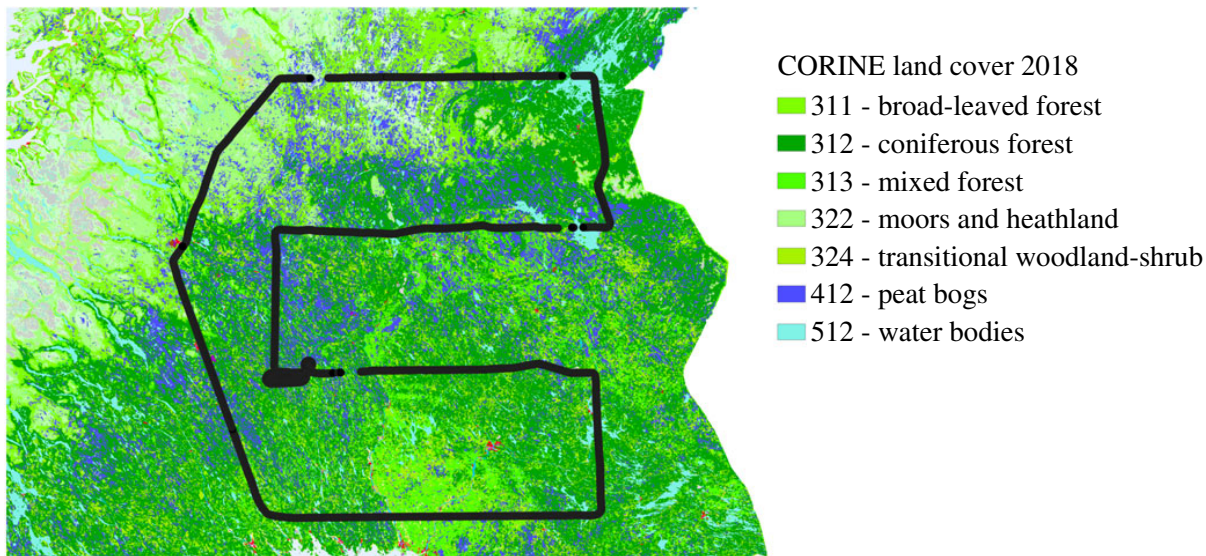 CORINE land cover 2018
311 - broad-leaved forest
312 - coniferous forest
313 - mixed forest
322 - moors and heathland
324 - transitional woodland-shrub
412 - peat bogs
512 - water bodies